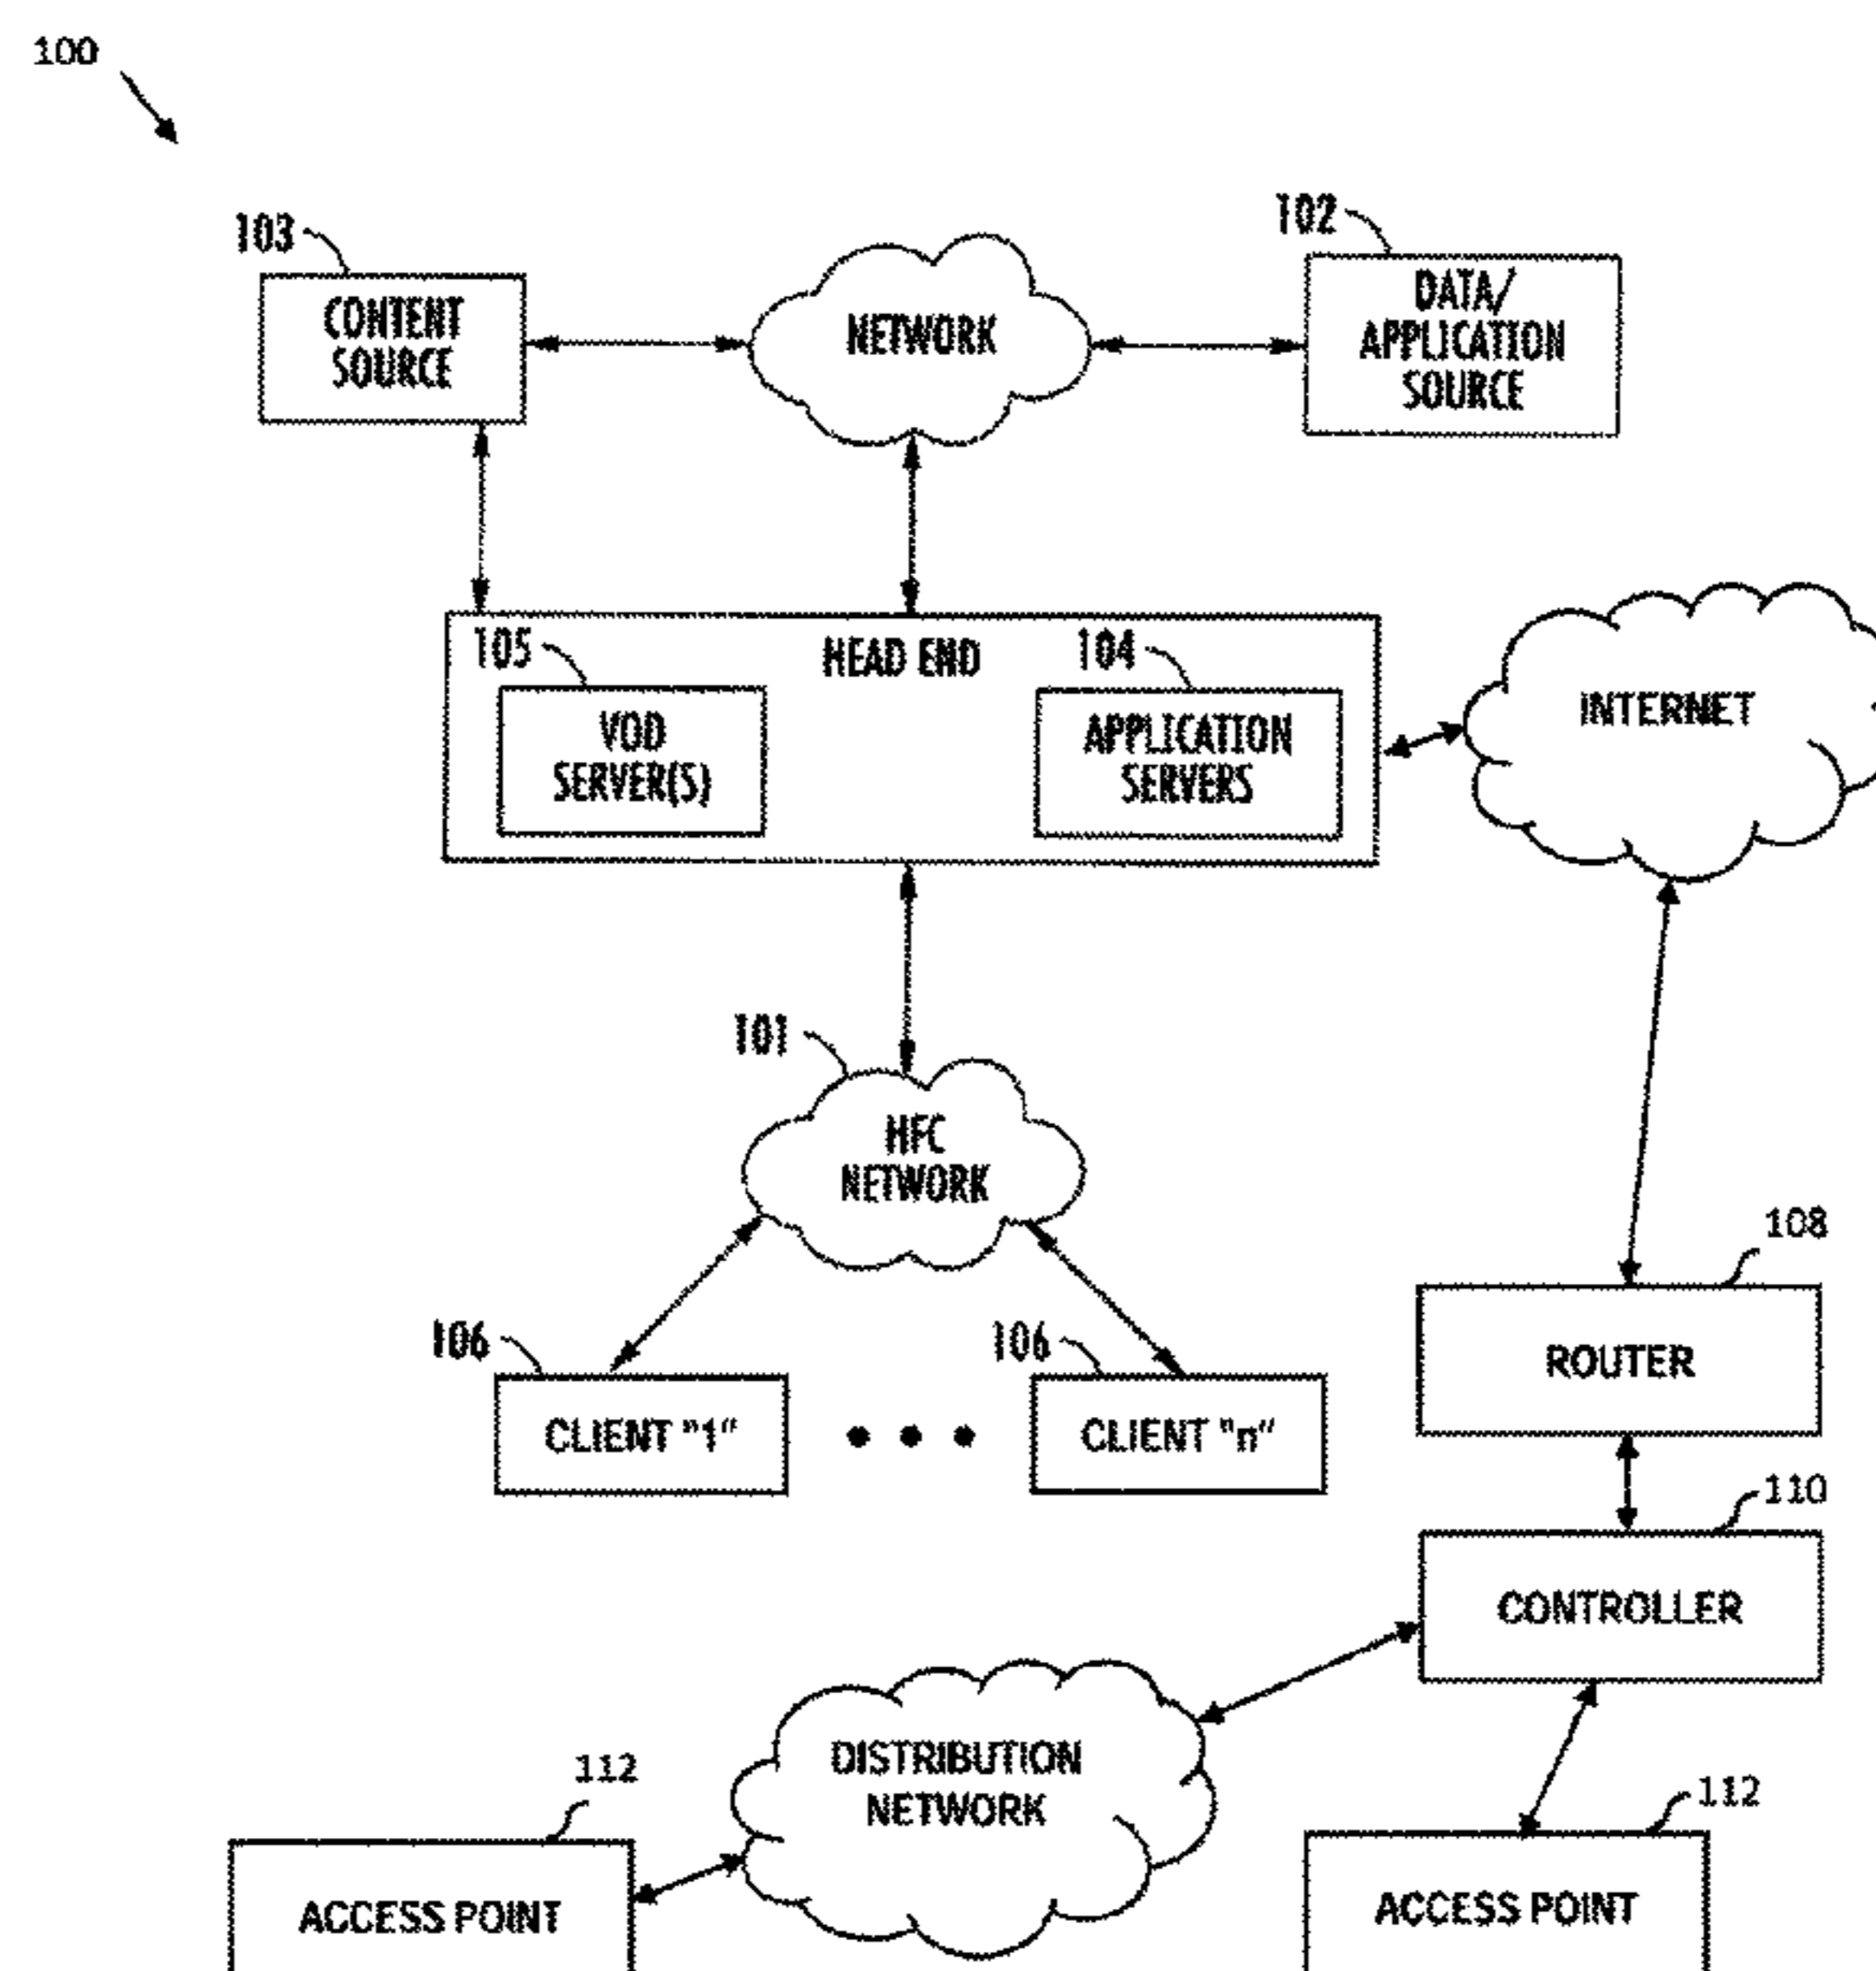 100
103
102
CONTENT
SOURCE
NETWORK
DATA/
APPLICATION
SOURCE
105
HEAD END
104
VOD
SERVER(S)
APPLICATION
SERVERS
INTERNET
101
HFC
NETWORK
108
106
106
ROUTER
CLIENT "1"
CLIENT "n"
110
CONTROLLER
DISTRIBUTION
NETWORK
112
112
ACCESS POINT
ACCESS POINT